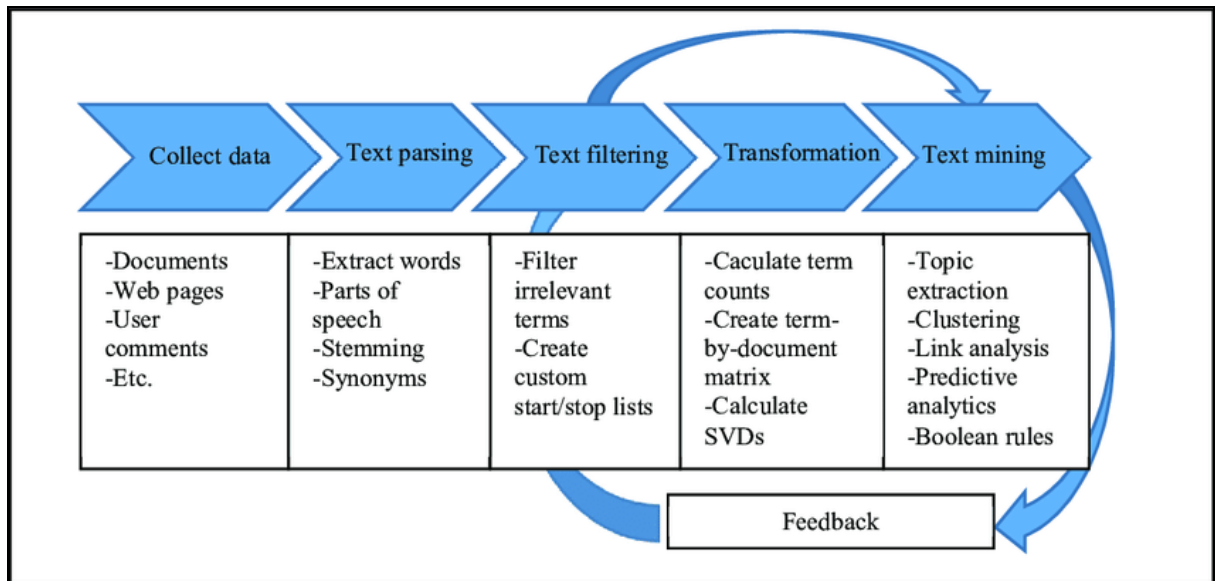 Collect data
Text parsing
Text filtering
Transformation
Text mining
-Documents
-Web pages
-User
comments
-Etc.
-Extract words
-Parts of
speech
-Stemming
-Synonyms
-Filter
irrelevant
terms
-Create
custom
start/stop lists
-Caculate term
counts
-Create term-
by-document
matrix
-Calculate
SVDs
-Topic
extraction
-Clustering
-Link analysis
-Predictive
analytics
-Boolean rules
Feedback